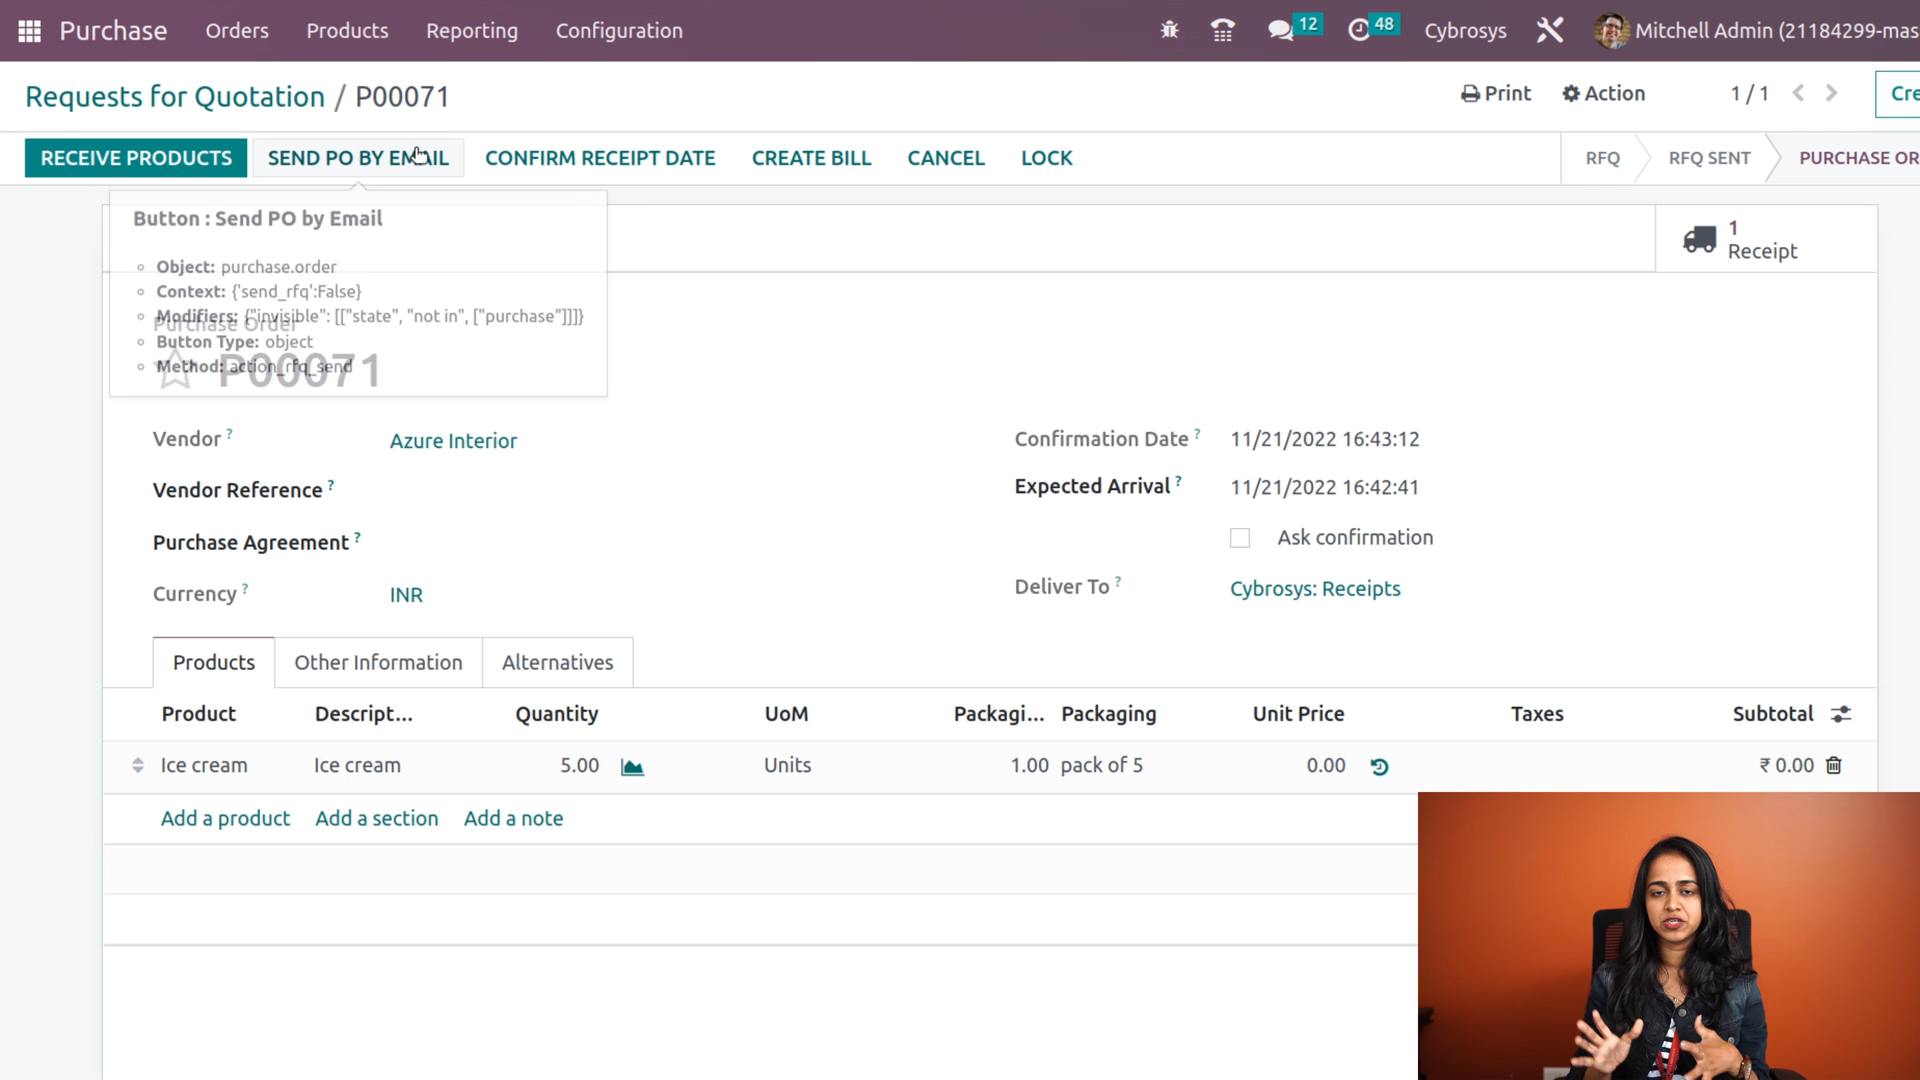 Purchase Orders Products Reporting Configuration 12 48 Cybrosys Mitchell Admin (21184299-mas
Requests for Quotation / P00071 Print Action 1 / 1 Cre
RECEIVE PRODUCTS SEND PO BY EMAIL CONFIRM RECEIPT DATE CREATE BILL CANCEL LOCK RFQ RFQ SENT PURCHASE OR
Button : Send PO by Email
1
Receipt
Object: purchase.order
Context: {'send_rfq':False}
Modifiers: {"invisible": [["state", "not in", ["purchase"]]]}
Purchase Order
Button Type: object
Method: action_rfq_send
P00071
Vendor ? Azure Interior Confirmation Date ? 11/21/2022 16:43:12
Vendor Reference ? Expected Arrival ? 11/21/2022 16:42:41
Purchase Agreement ? Ask confirmation
Currency ? INR Deliver To ? Cybrosys: Receipts
Products Other Information Alternatives
Product Descript... Quantity UoM Packagi... Packaging Unit Price Taxes Subtotal
Ice cream Ice cream 5.00 Units 1.00 pack of 5 0.00 ₹ 0.00
Add a product Add a section Add a note